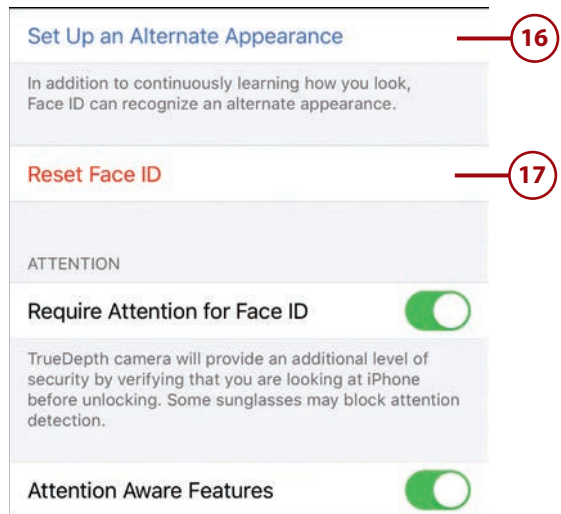 Set Up an Alternate Appearance
16
In addition to continuously learning how you look,
Face ID can recognize an alternate appearance.
Reset Face ID
17
ATTENTION
Require Attention for Face ID
TrueDepth camera will provide an additional level of
security by verifying that you are looking at iPhone
before unlocking. Some sunglasses may block attention
detection.
Attention Aware Features